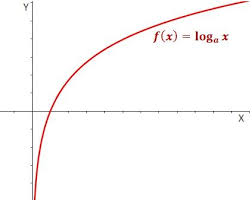 Y
f(x) = logₐ x
X